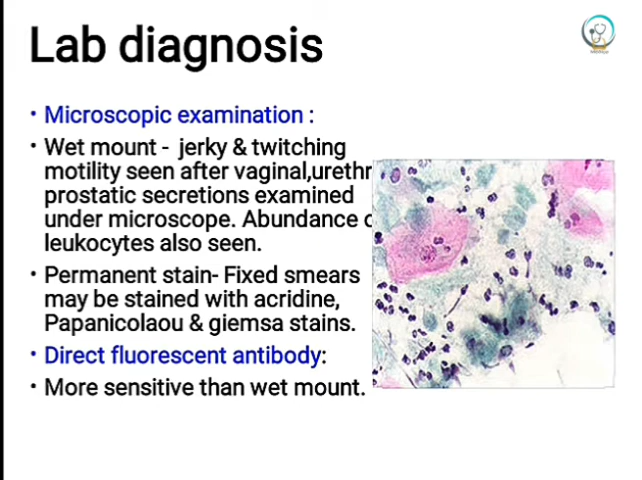 Lab diagnosis
• Microscopic examination :
• Wet mount - jerky & twitching
motility seen after vaginal,urethr
prostatic secretions examined
under microscope. Abundance o
leukocytes also seen.
• Permanent stain- Fixed smears
may be stained with acridine,
Papanicolaou & giemsa stains.
• Direct fluorescent antibody:
• More sensitive than wet mount.